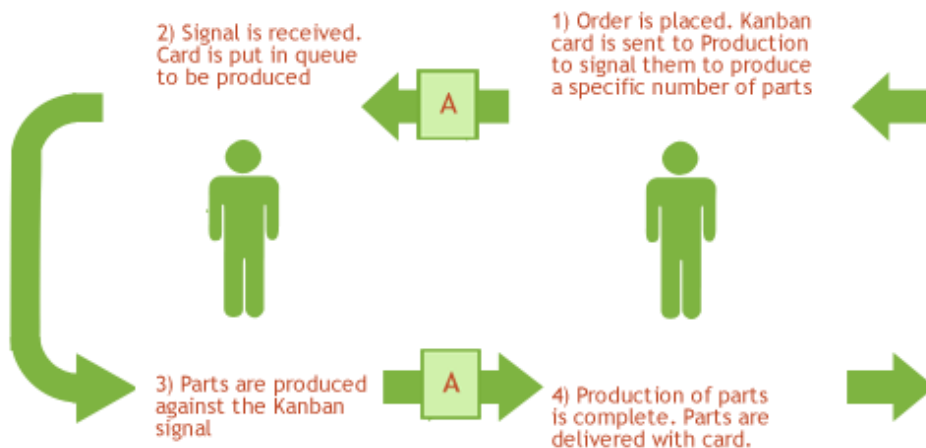 1) Order is placed. Kanban
card is sent to Production
to signal them to produce
a specific number of parts
A
2) Signal is received.
Card is put in queue
to be produced
3) Parts are produced
against the Kanban
signal
A
4) Production of parts
is complete. Parts are
delivered with card.